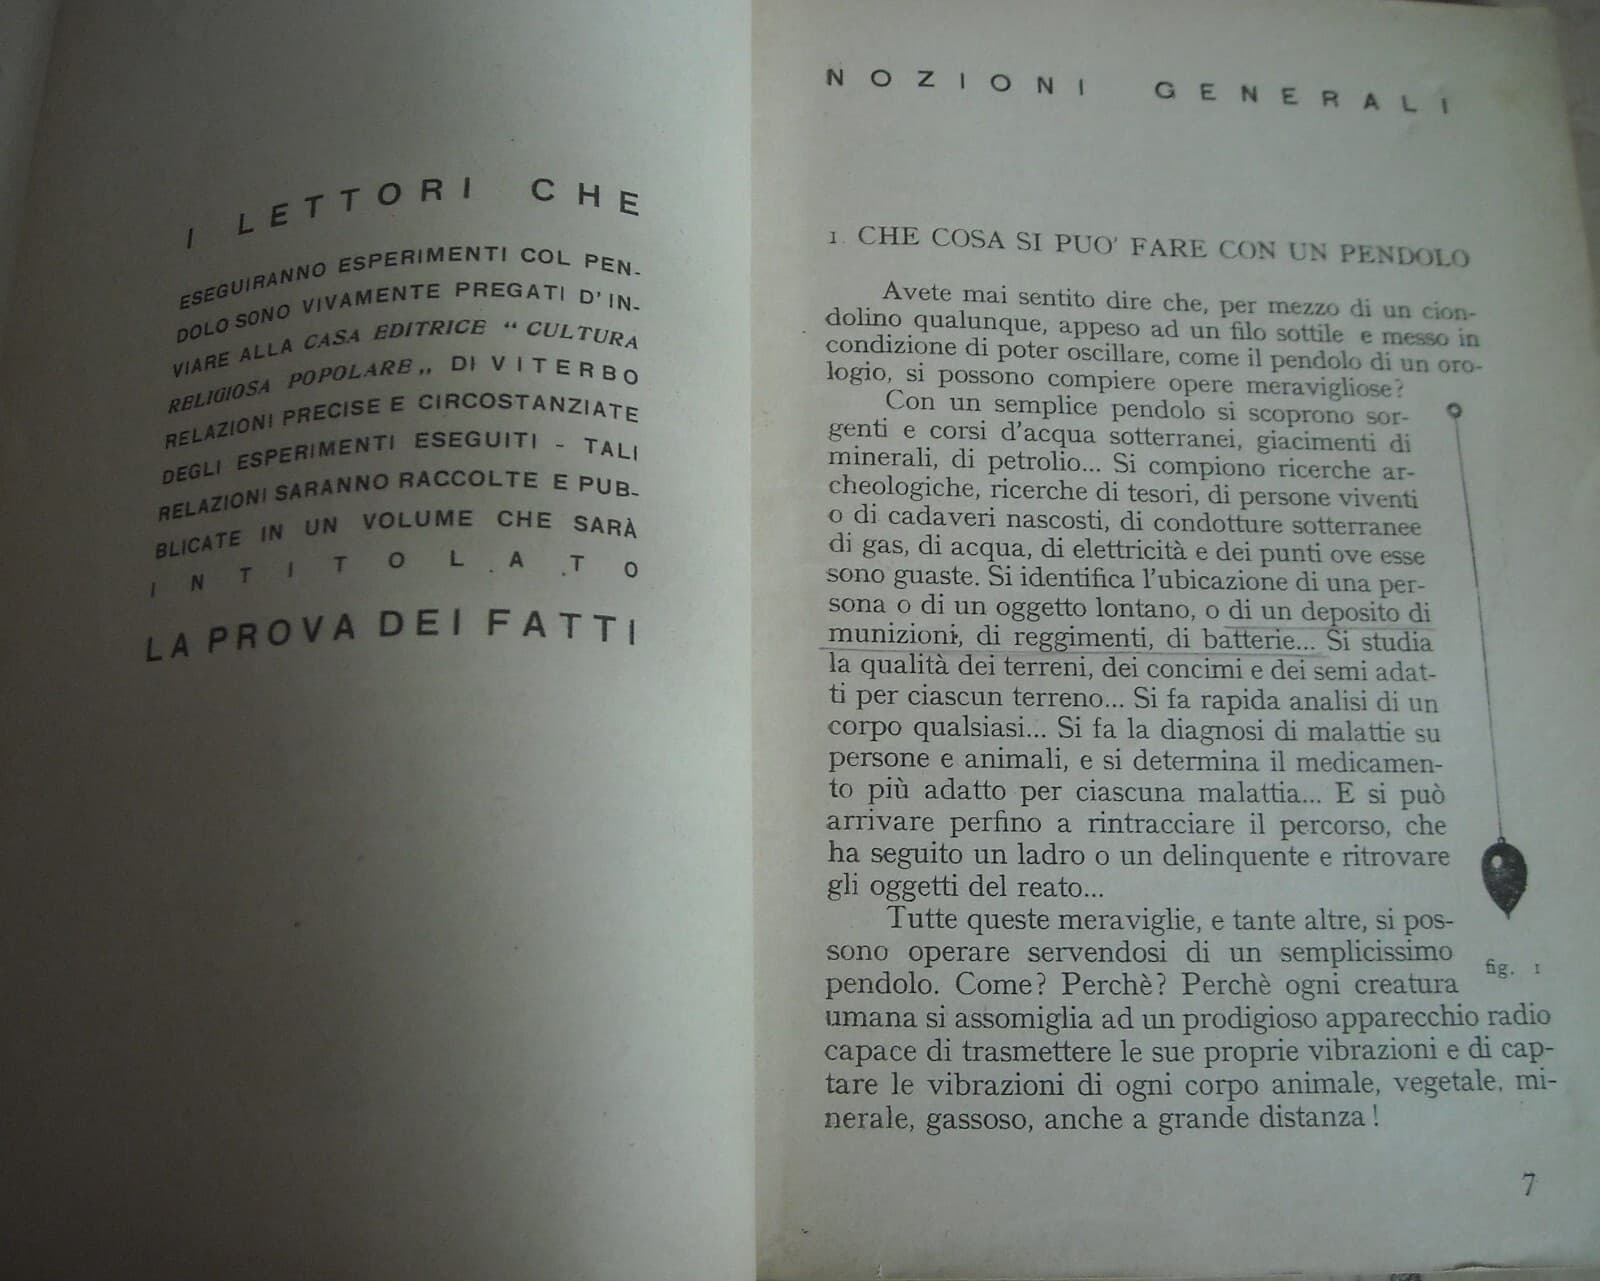 I LETTORI CHE
ESEGUIRANNO ESPERIMENTI COL PEN-
DOLO SONO VIVAMENTE PREGATI D'IN-
VIARE ALLA CASA EDITRICE “ CULTURA
RELIGIOSA POPOLARE „ DI VITERBO
RELAZIONI PRECISE E CIRCOSTANZIATE
DEGLI ESPERIMENTI ESEGUITI - TALI
RELAZIONI SARANNO RACCOLTE E PUB-
BLICATE IN UN VOLUME CHE SARÀ
INTITOLATO
LA PROVA DEI FATTI
NOZIONI GENERALI
1. CHE COSA SI PUO' FARE CON UN PENDOLO
Avete mai sentito dire che, per mezzo di un cion-
dolino qualunque, appeso ad un filo sottile e messo in
condizione di poter oscillare, come il pendolo di un oro-
logio, si possono compiere opere meravigliose?
Con un semplice pendolo si scoprono sor-
genti e corsi d'acqua sotterranei, giacimenti di
minerali, di petrolio... Si compiono ricerche ar-
cheologiche, ricerche di tesori, di persone viventi
o di cadaveri nascosti, di condotture sotterranee
di gas, di acqua, di elettricità e dei punti ove esse
sono guaste. Si identifica l'ubicazione di una per-
sona o di un oggetto lontano, o di un deposito di
munizioni, di reggimenti, di batterie... Si studia
la qualità dei terreni, dei concimi e dei semi adat-
ti per ciascun terreno... Si fa rapida analisi di un
corpo qualsiasi... Si fa la diagnosi di malattie su
persone e animali, e si determina il medicamen-
to più adatto per ciascuna malattia... E si può
arrivare perfino a rintracciare il percorso, che
ha seguito un ladro o un delinquente e ritrovare
gli oggetti del reato...
Tutte queste meraviglie, e tante altre, si pos-
sono operare servendosi di un semplicissimo
pendolo. Come? Perchè? Perchè ogni creatura
umana si assomiglia ad un prodigioso apparecchio radio
capace di trasmettere le sue proprie vibrazioni e di cap-
tare le vibrazioni di ogni corpo animale, vegetale, mi-
nerale, gassoso, anche a grande distanza!
fig. 1
7